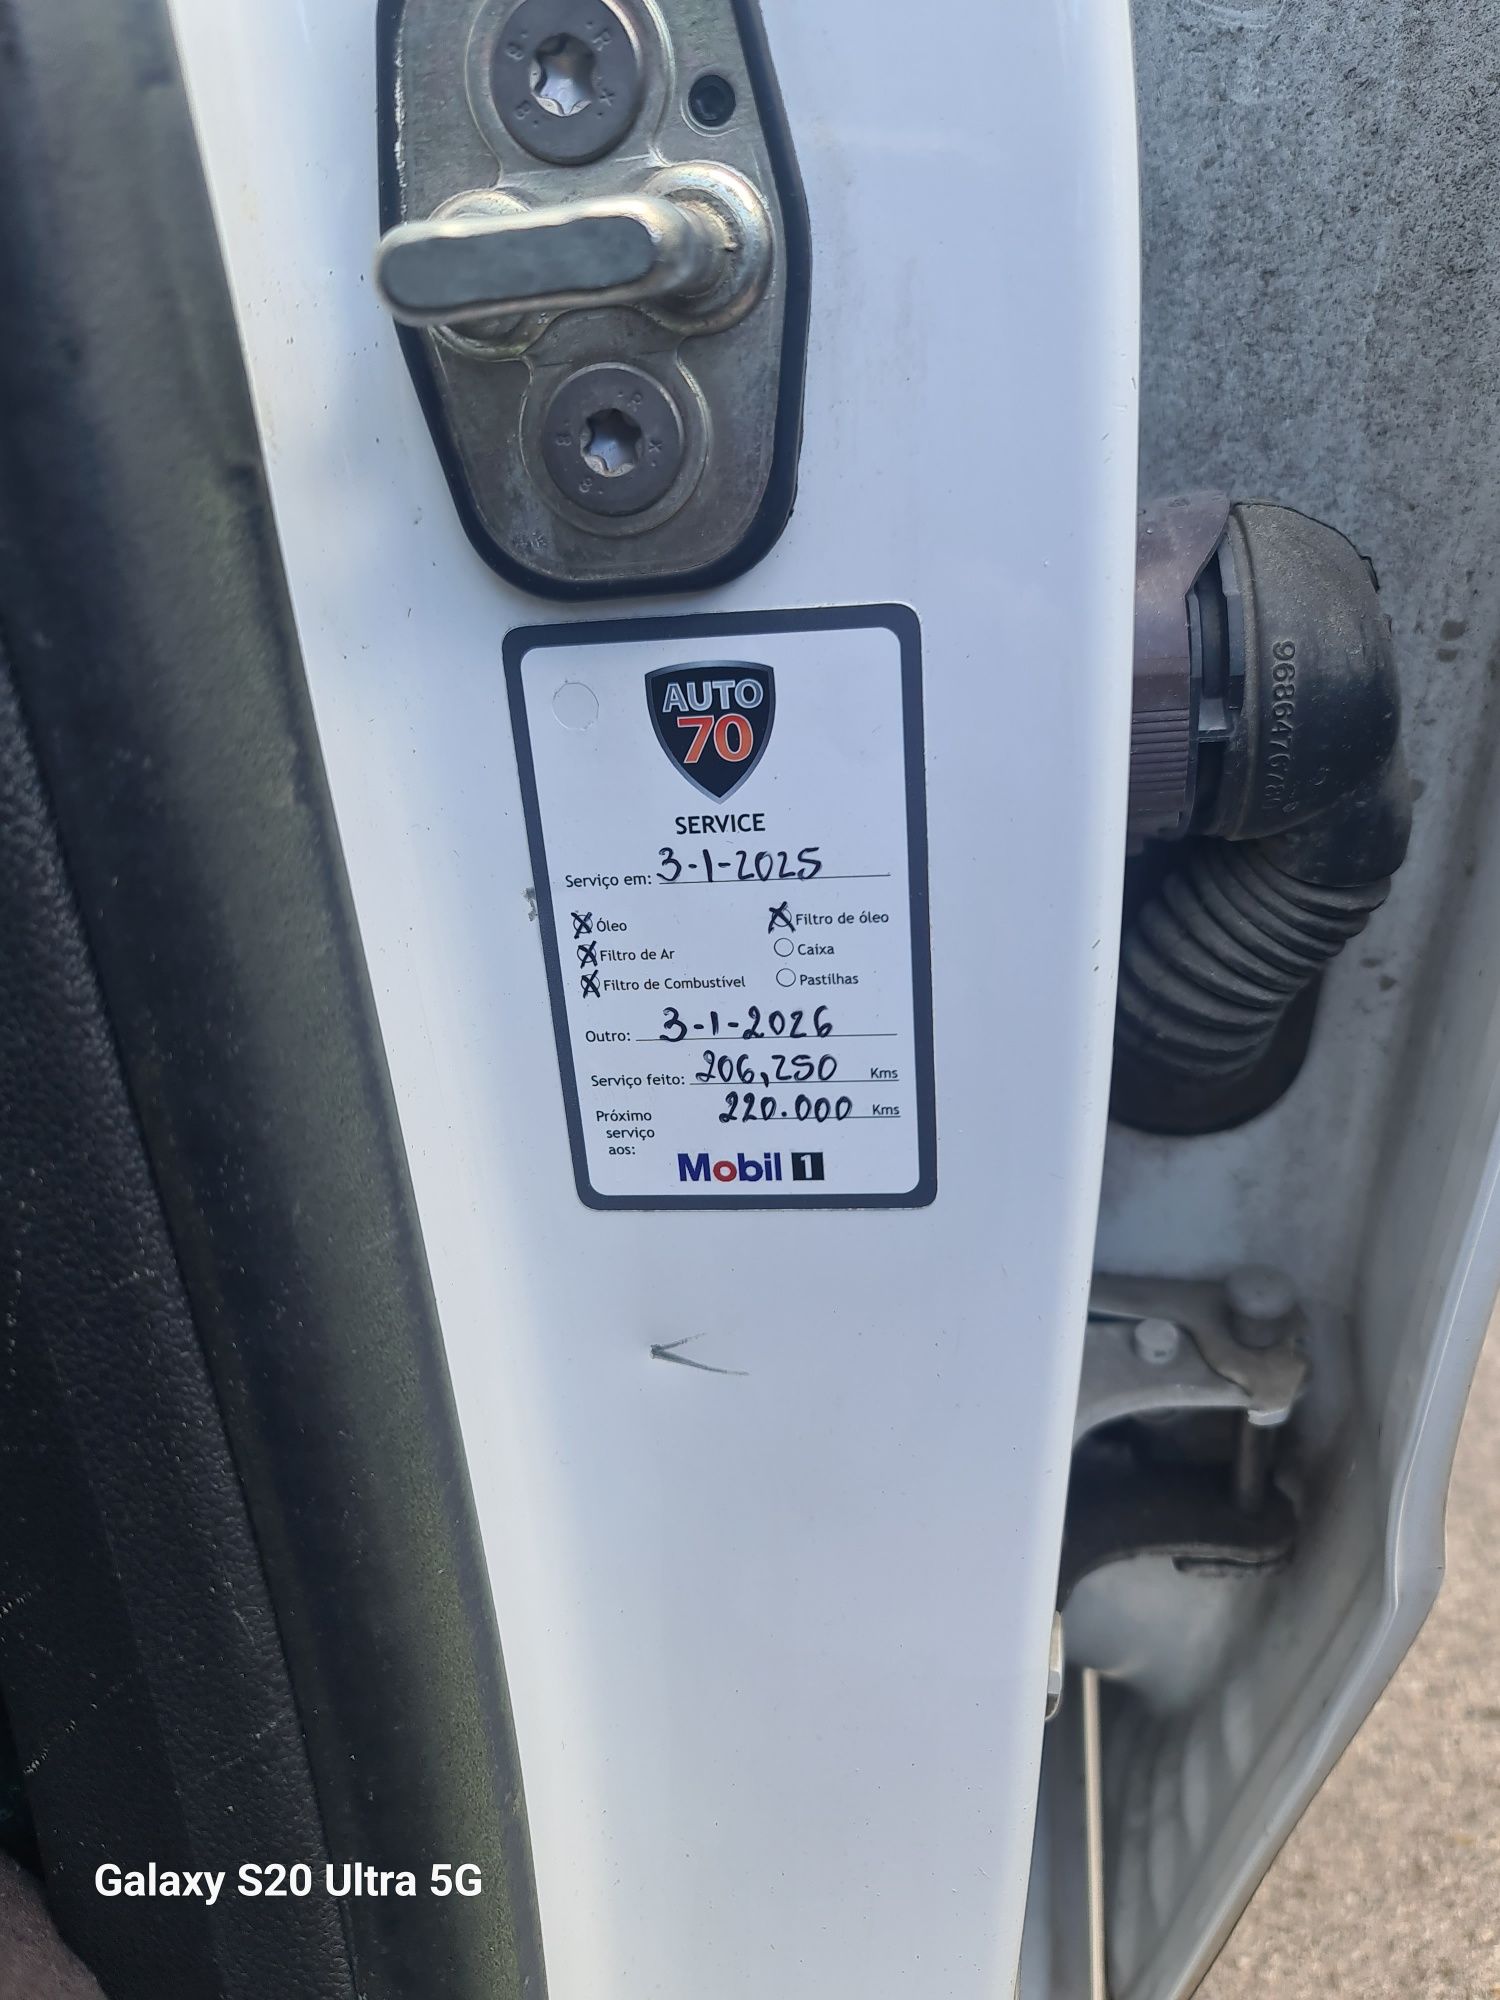 AUTO
70
SERVICE
Serviço em: 3-1-2025
Óleo
Filtro de óleo
Filtro de Ar
Caixa
Filtro de Combustível
Pastilhas
Outro: 3-1-2026
Serviço feito: 206,250 Kms
Próximo serviço aos: 220.000 Kms
Mobil 1
Galaxy S20 Ultra 5G